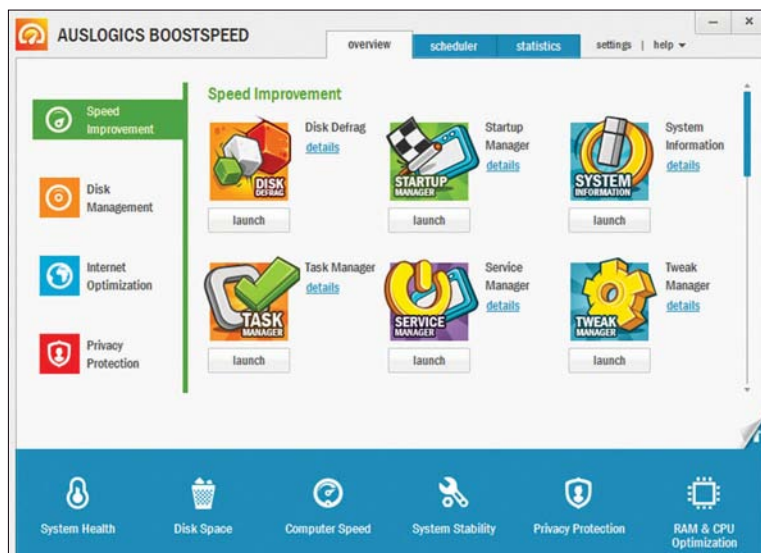 AUSLOGICS BOOSTSPEED
overview
scheduler
statistics
settings | help
Speed
Improvement
Disk
Management
Internet
Optimization
Privacy
Protection
Speed Improvement
Disk Defrag
details
DISK
DEFRAG
launch
Startup
Manager
details
STARTUP
MANAGER
launch
System
Information
details
SYSTEM
INFORMATION
launch
Task Manager
details
TASK
MANAGER
launch
Service
Manager
details
SERVICE
MANAGER
launch
Tweak
Manager
details
TWEAK
MANAGER
launch
System Health
Disk Space
Computer Speed
System Stability
Privacy Protection
RAM & CPU
Optimization